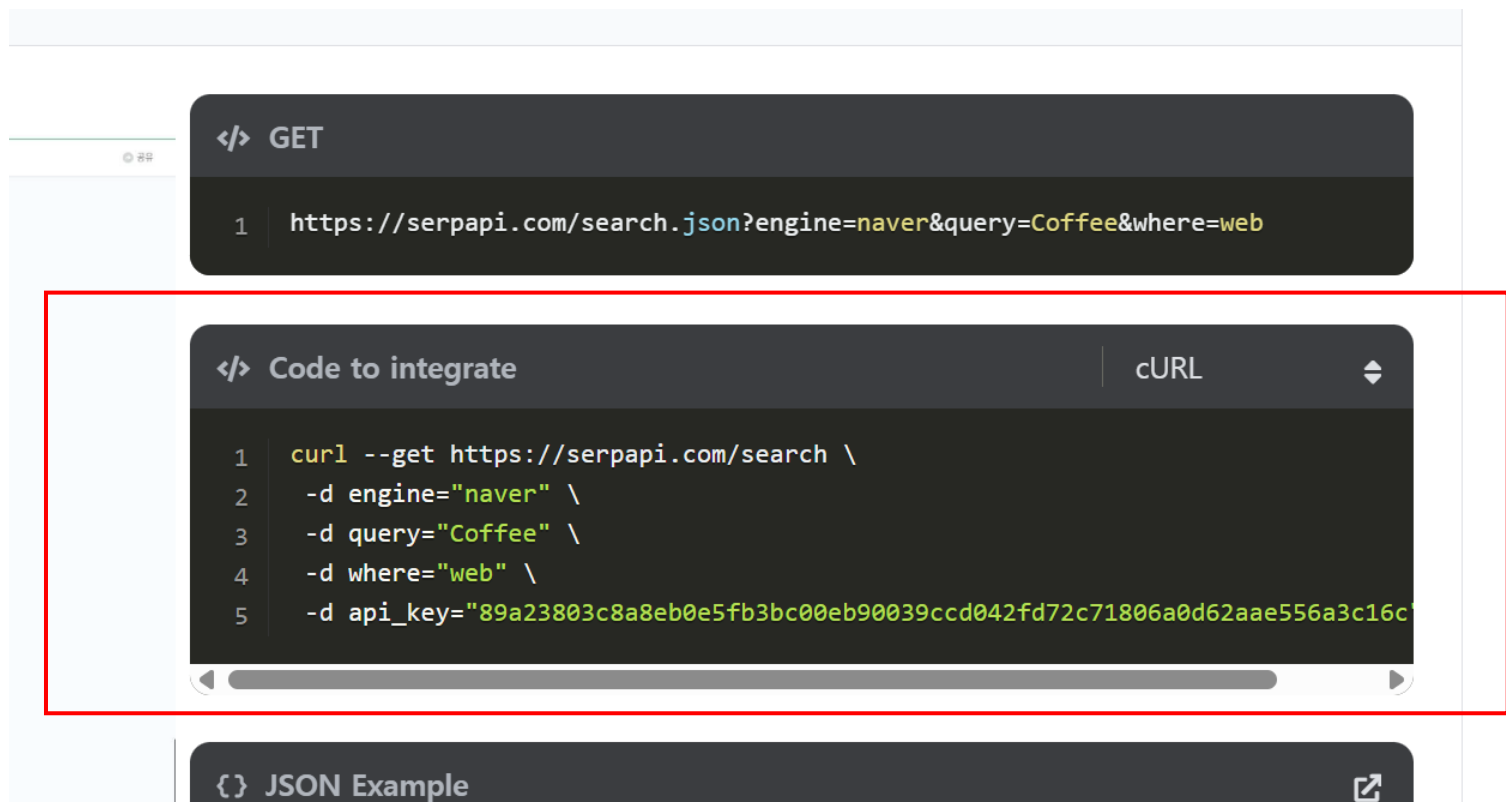 공유
GET
1 https://serpapi.com/search.json?engine=naver&query=Coffee&where=web
Code to integrate cURL
1 curl --get https://serpapi.com/search \
2 -d engine="naver" \
3 -d query="Coffee" \
4 -d where="web" \
5 -d api_key="89a23803c8a8eb0e5fb3bc00eb90039ccd042fd72c71806a0d62aae556a3c16c"
{} JSON Example